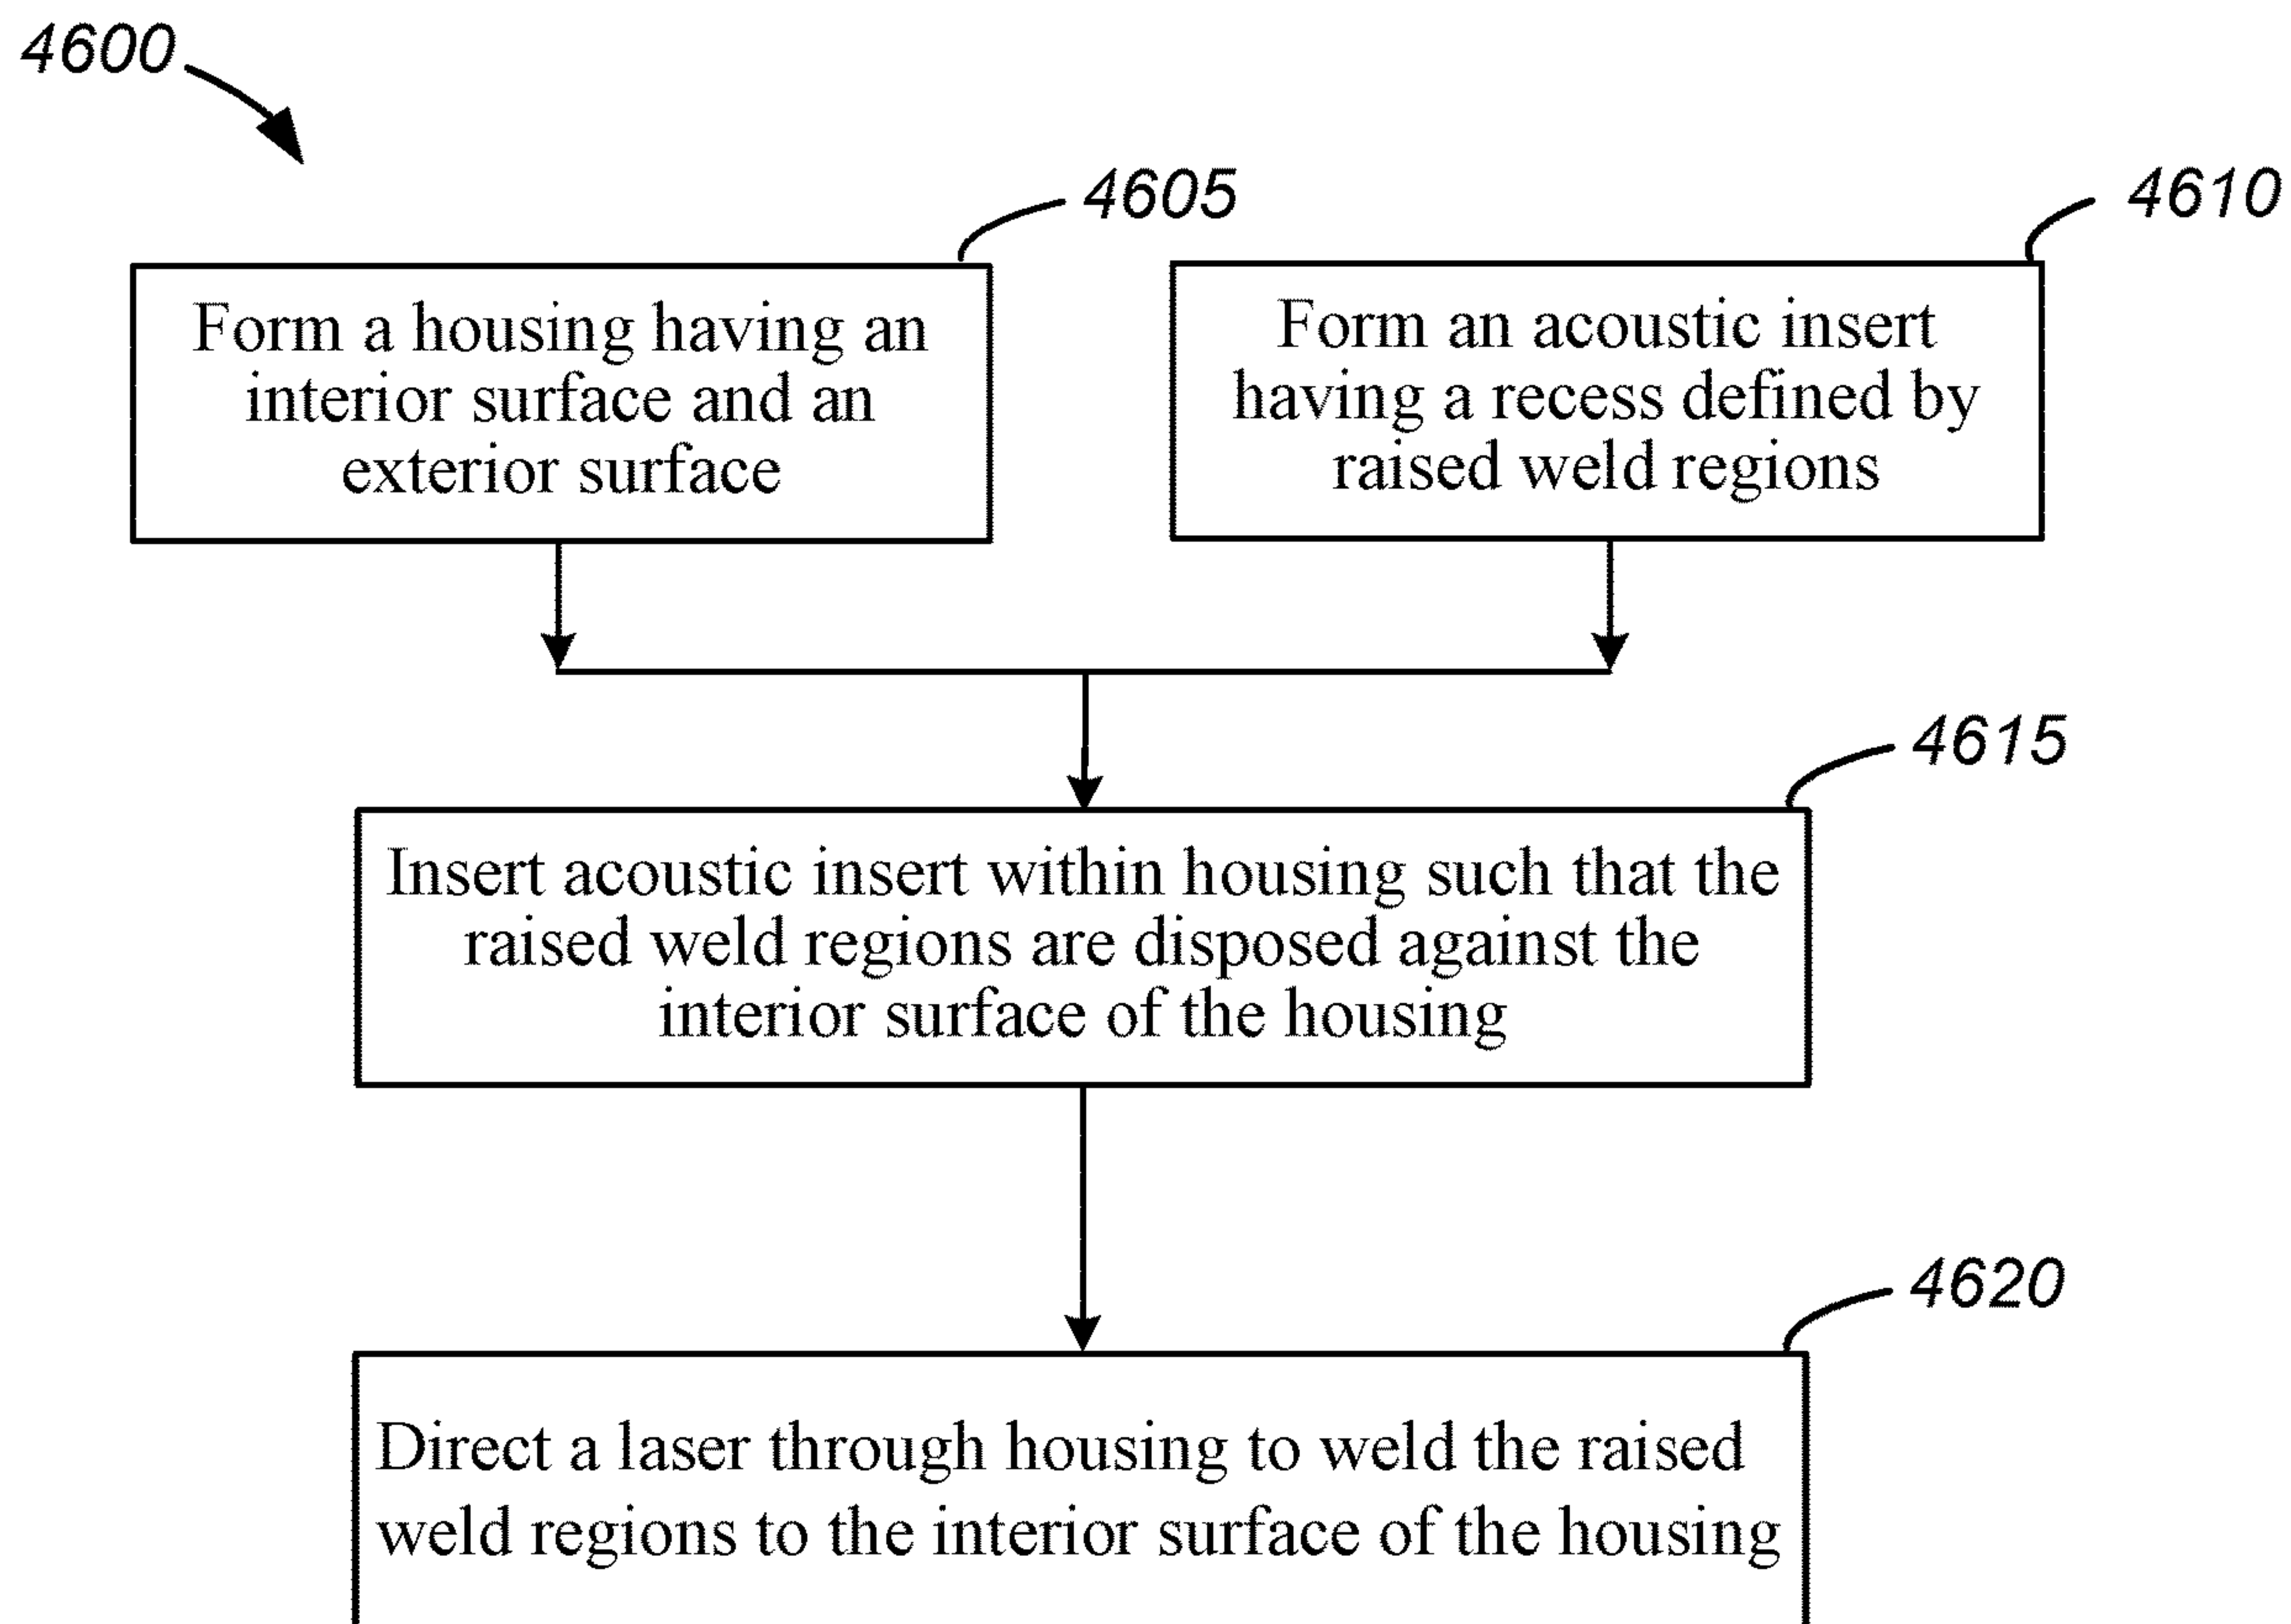 4600
4605
4610
Form a housing having an
interior surface and an
exterior surface
Form an acoustic insert
having a recess defined by
raised weld regions
4615
Insert acoustic insert within housing such that the
raised weld regions are disposed against the
interior surface of the housing
4620
Direct a laser through housing to weld the raised
weld regions to the interior surface of the housing